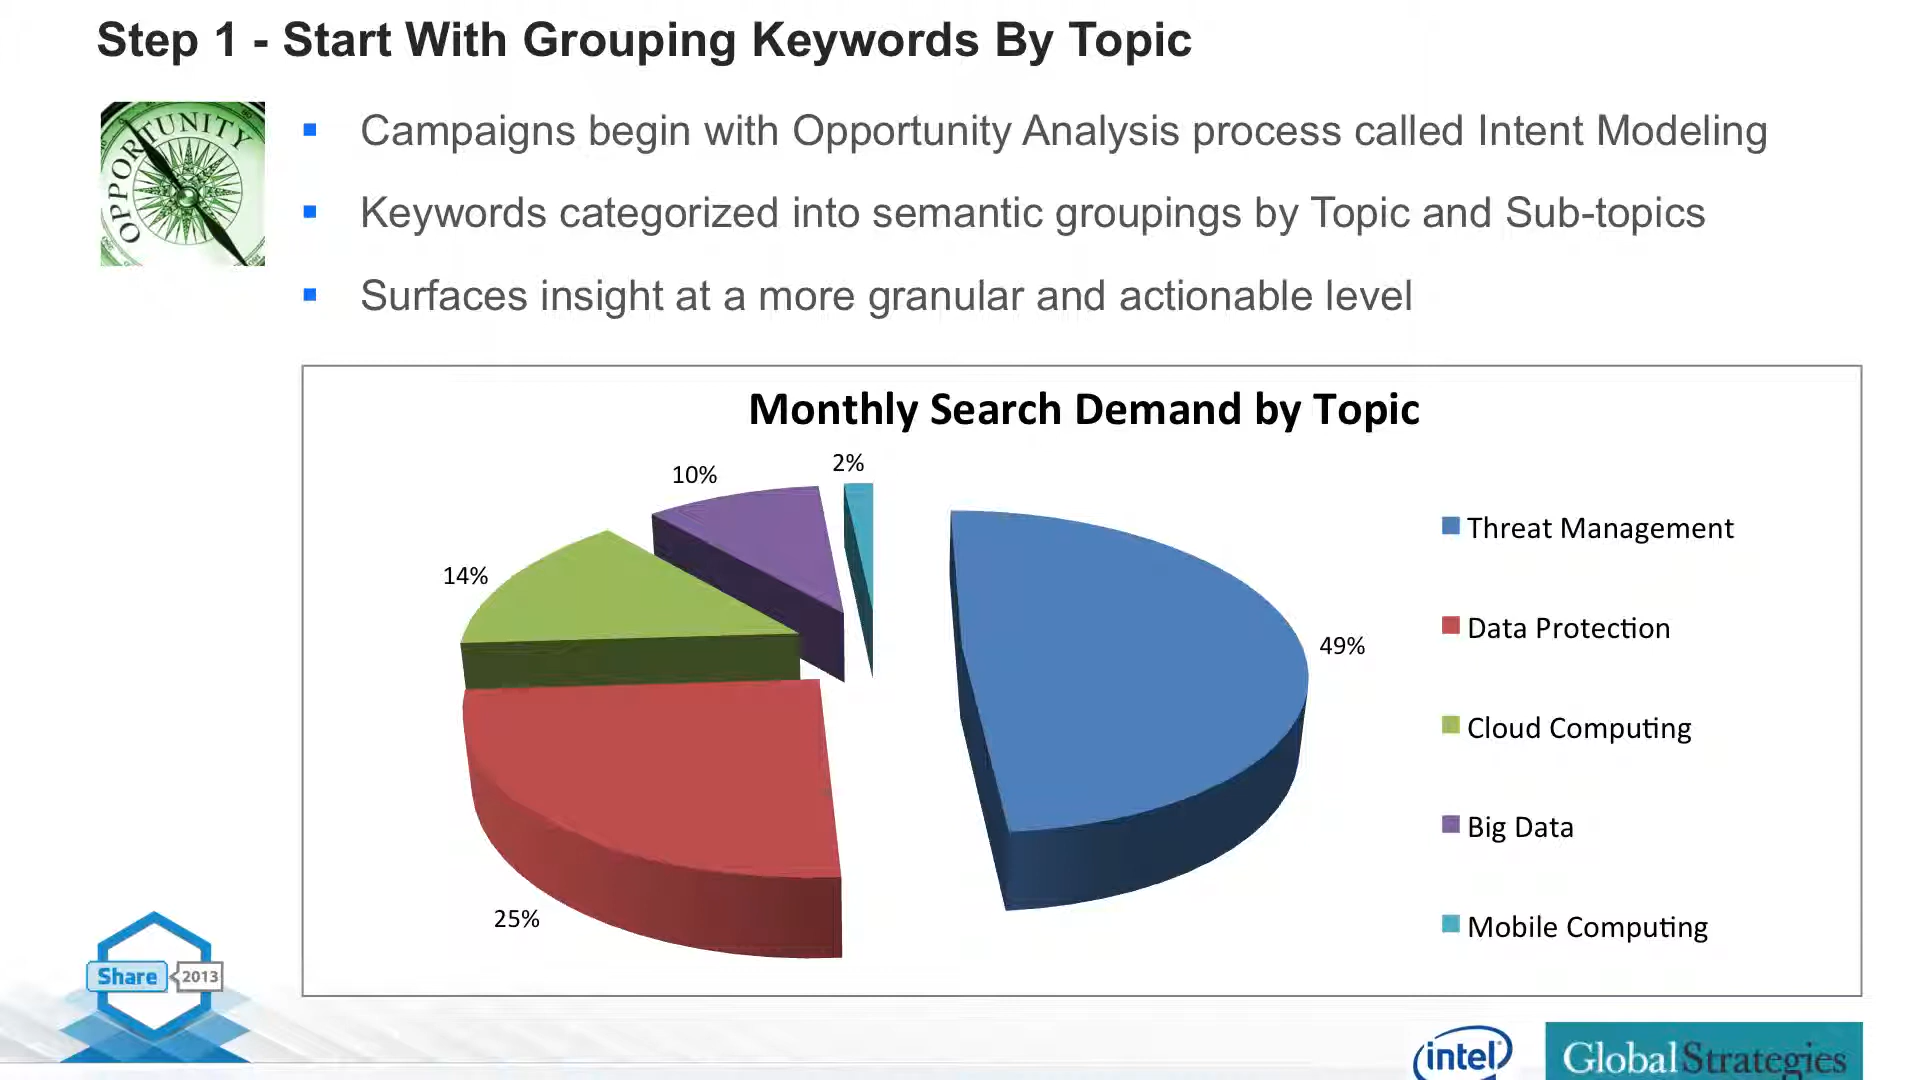 Step 1 - Start With Grouping Keywords By Topic
OPPORTUNITY
Campaigns begin with Opportunity Analysis process called Intent Modeling
Keywords categorized into semantic groupings by Topic and Sub-topics
Surfaces insight at a more granular and actionable level
Monthly Search Demand by Topic
2%
10%
14%
49%
25%
Threat Management
Data Protection
Cloud Computing
Big Data
Mobile Computing
Share 2013
intel
Global Strategies